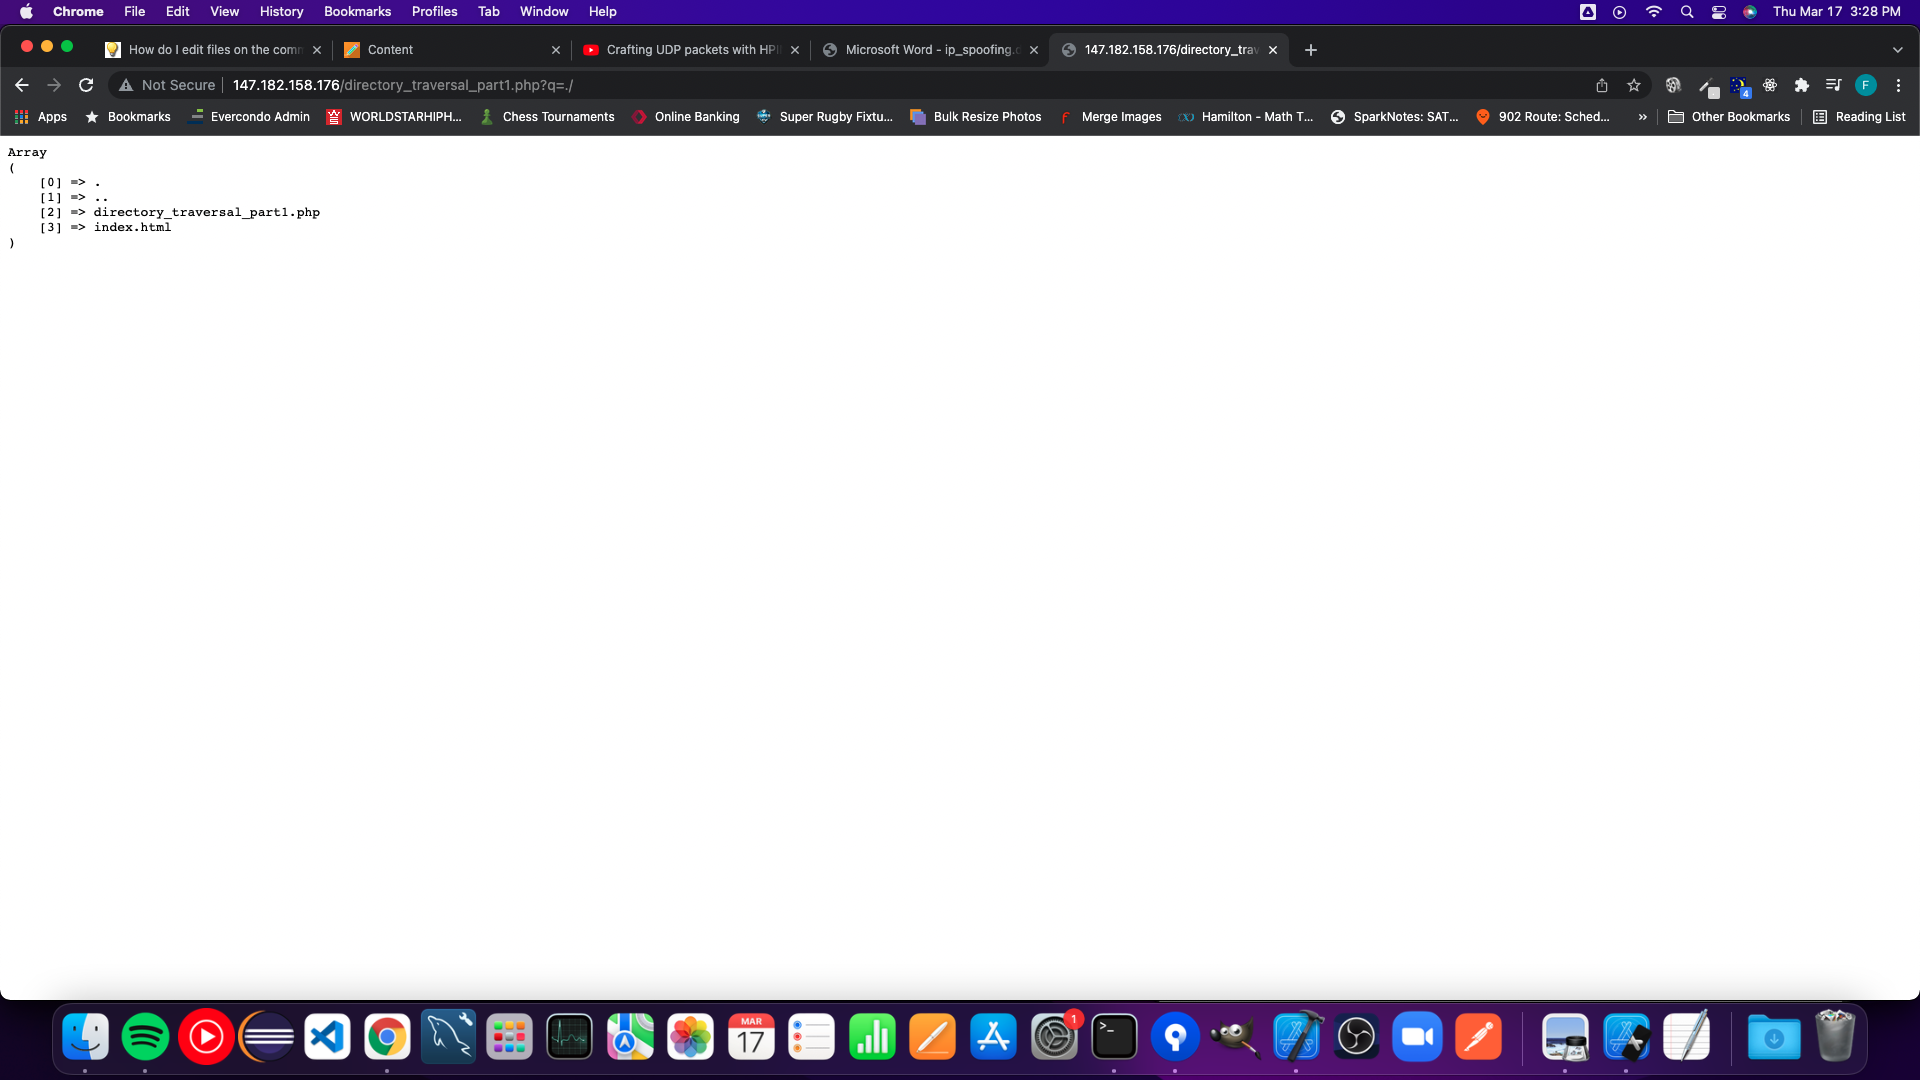 Chrome File Edit View History Bookmarks Profiles Tab Window Help Thu Mar 17 3:28 PM
How do I edit files on the comm Content Crafting UDP packets with HPI Microsoft Word - ip_spoofing.d 147.182.158.176/directory_trav
Not Secure 147.182.158.176/directory_traversal_part1.php?q=./ 4 F
Apps Bookmarks Evercondo Admin WORLDSTARHIPH... Chess Tournaments Online Banking Super Rugby Fixtu... Bulk Resize Photos Merge Images Hamilton - Math T... SparkNotes: SAT... 902 Route: Sched... » Other Bookmarks Reading List
Array
(
[0] => .
[1] => ..
[2] => directory_traversal_part1.php
[3] => index.html
)
MAR 1
17